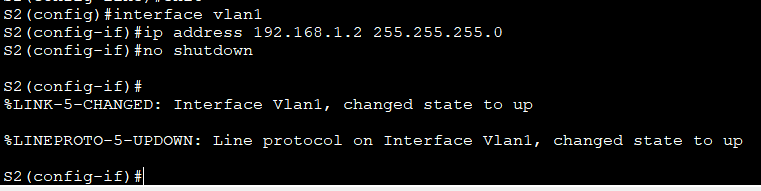 S2(config)#interface vlan1
S2(config-if)#ip address 192.168.1.2 255.255.255.0
S2(config-if)#no shutdown
S2(config-if)#
%LINK-5-CHANGED: Interface Vlan1, changed state to up
%LINEPROTO-5-UPDOWN: Line protocol on Interface Vlan1, changed state to up
S2(config-if)#